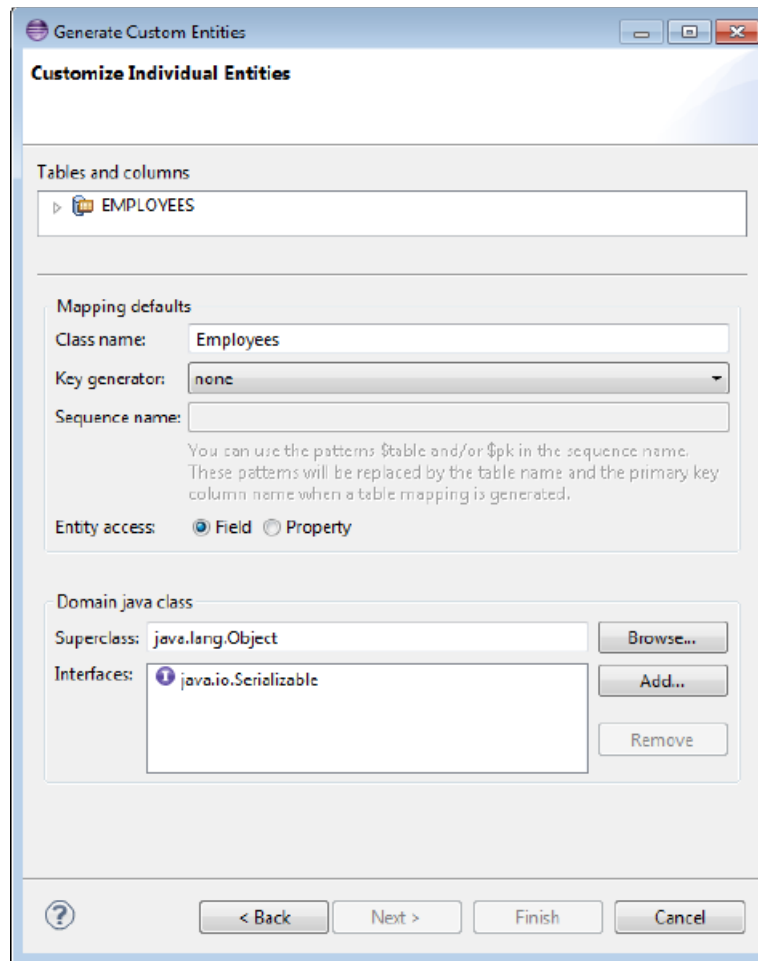 Generate Custom Entities
Customize Individual Entities
Tables and columns
EMPLOYEES
Mapping defaults
Class name: Employees
Key generator: none
Sequence name:
You can use the patterns $table and/or $pk in the sequence name.
These patterns will be replaced by the table name and the primary key
column name when a table mapping is generated.
Entity access: Field Property
Domain java class
Superclass: java.lang.Object Browse...
Interfaces: I java.io.Serializable Add...
Remove
? < Back Next > Finish Cancel